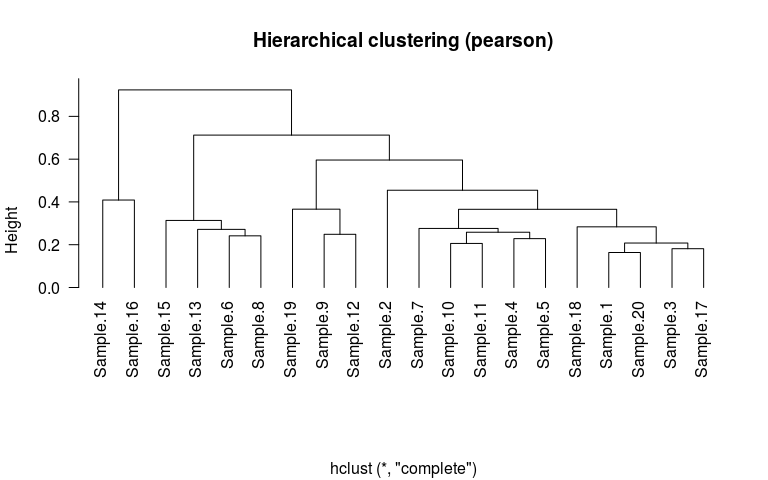 Hierarchical clustering (pearson)
Height
0.8
0.6
0.4
0.2
0.0
Sample.14
Sample.16
Sample.15
Sample.13
Sample.6
Sample.8
Sample.19
Sample.9
Sample.12
Sample.2
Sample.7
Sample.10
Sample.11
Sample.4
Sample.5
Sample.18
Sample.1
Sample.20
Sample.3
Sample.17
hclust (*, "complete")